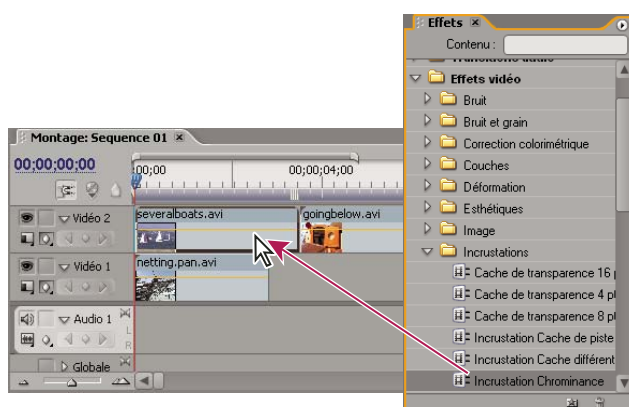 Effets
Contenu :
Effets vidéo
Bruit
Bruit et grain
Correction colorimétrique
Couches
Déformation
Esthétiques
Image
Incrustations
Cache de transparence 16
Cache de transparence 4
Cache de transparence 8
Incrustation Cache de piste
Incrustation Cache différent
Incrustation Chrominance
Montage: Sequence 01
00;00;00;00
;00;00
00;00;04;00
Vidéo 2
severalboats.avi
goingbelow.avi
Vidéo 1
netting.pan.avi
Audio 1
L
R
Globale